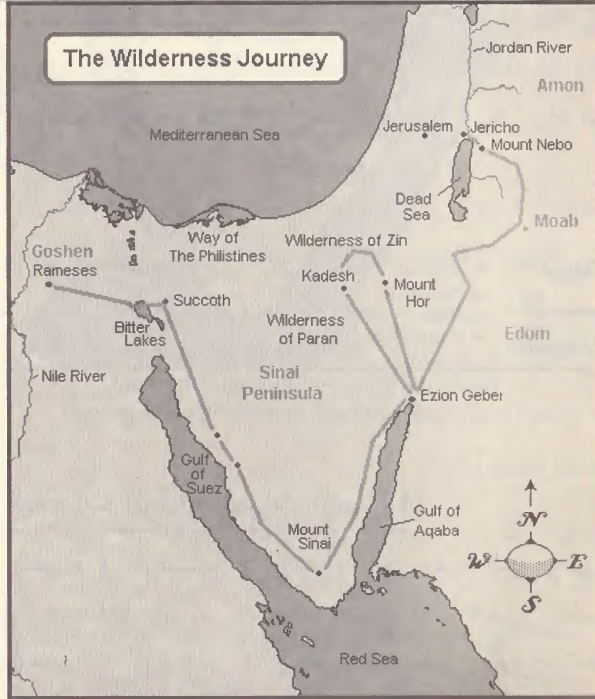 The Wilderness Journey
Jordan River
Amon
Mediterranean Sea
Jerusalem
Jericho
Mount Nebo
Dead
Sea
Moab
Way of
The Philistines
Wilderness of Zin
Goshen
Rameses
Kadesh
Mount
Hor
Succoth
Bitter
Lakes
Wilderness
of Paran
Edom
Sinai
Peninsula
Nile River
Ezion Geber
Gulf
of
Suez
Gulf of
Aqaba
Mount
Sinai
N
W
E
S
Red Sea